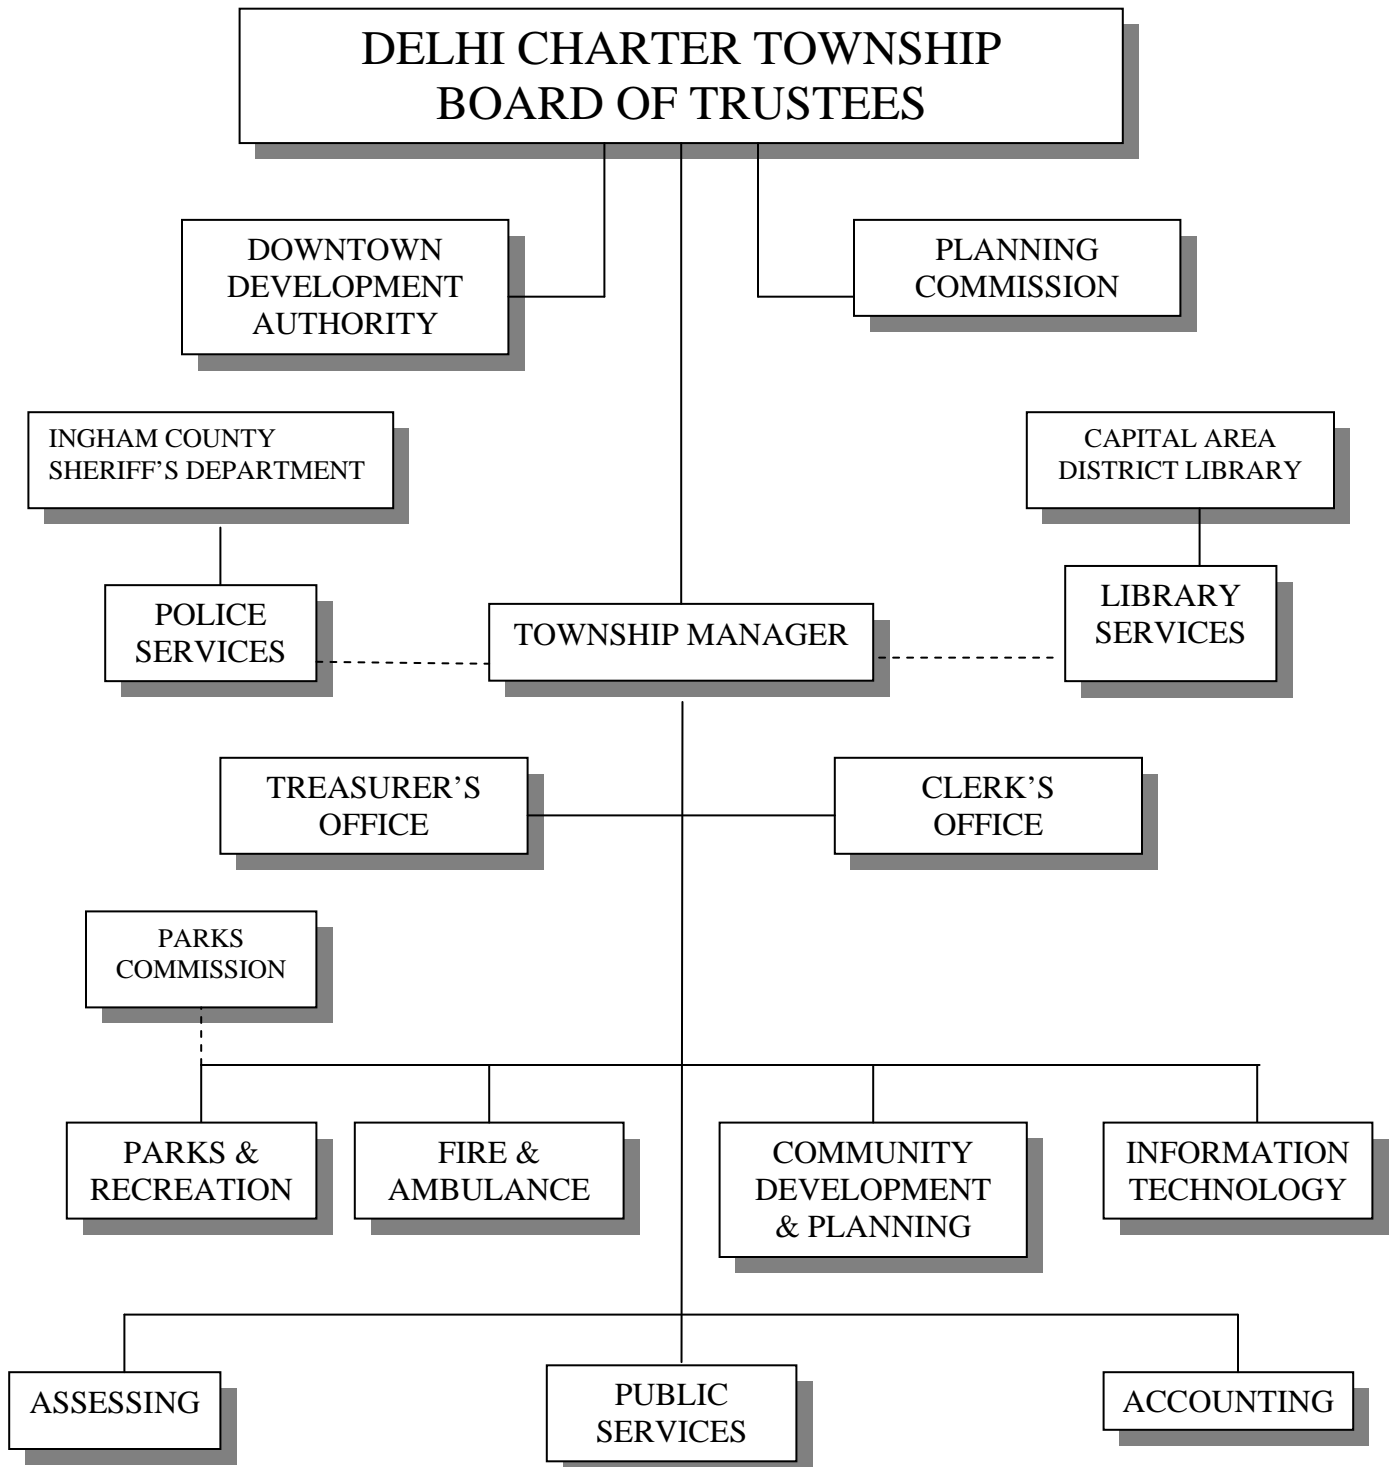 DELHI CHARTER TOWNSHIP
BOARD OF TRUSTEES
DOWNTOWN
DEVELOPMENT
AUTHORITY
PLANNING
COMMISSION
INGHAM COUNTY
SHERIFF’S DEPARTMENT
CAPITAL AREA
DISTRICT LIBRARY
POLICE
SERVICES
TOWNSHIP MANAGER
LIBRARY
SERVICES
TREASURER’S
OFFICE
CLERK’S
OFFICE
PARKS
COMMISSION
PARKS &
RECREATION
FIRE &
AMBULANCE
COMMUNITY
DEVELOPMENT
& PLANNING
INFORMATION
TECHNOLOGY
ASSESSING
PUBLIC
SERVICES
ACCOUNTING